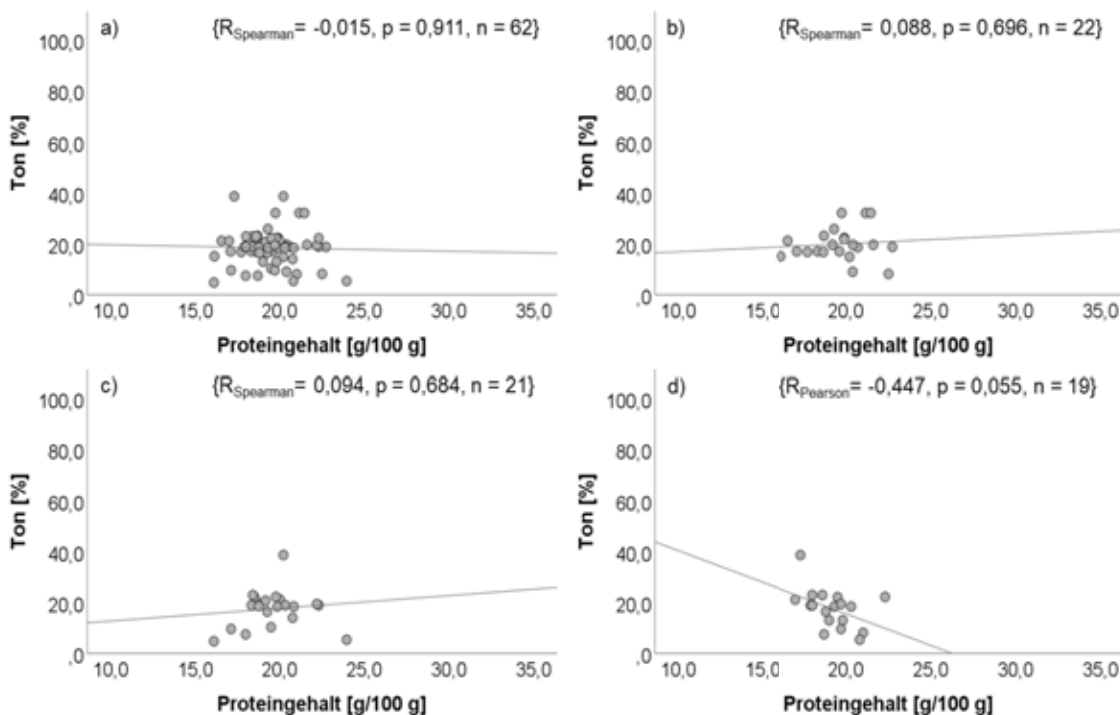 a) {RSpearman= -0,015, p = 0,911, n = 62}
100,0
80,0
60,0
40,0
20,0
,0
Ton [%]
10,0 15,0 20,0 25,0 30,0 35,0
Proteingehalt [g/100 g]
b) {RSpearman= 0,088, p = 0,696, n = 22}
100,0
80,0
60,0
40,0
20,0
,0
Ton [%]
10,0 15,0 20,0 25,0 30,0 35,0
Proteingehalt [g/100 g]
c) {RSpearman= 0,094, p = 0,684, n = 21}
100,0
80,0
60,0
40,0
20,0
,0
Ton [%]
10,0 15,0 20,0 25,0 30,0 35,0
Proteingehalt [g/100 g]
d) {RPearson= -0,447, p = 0,055, n = 19}
100,0
80,0
60,0
40,0
20,0
,0
Ton [%]
10,0 15,0 20,0 25,0 30,0 35,0
Proteingehalt [g/100 g]